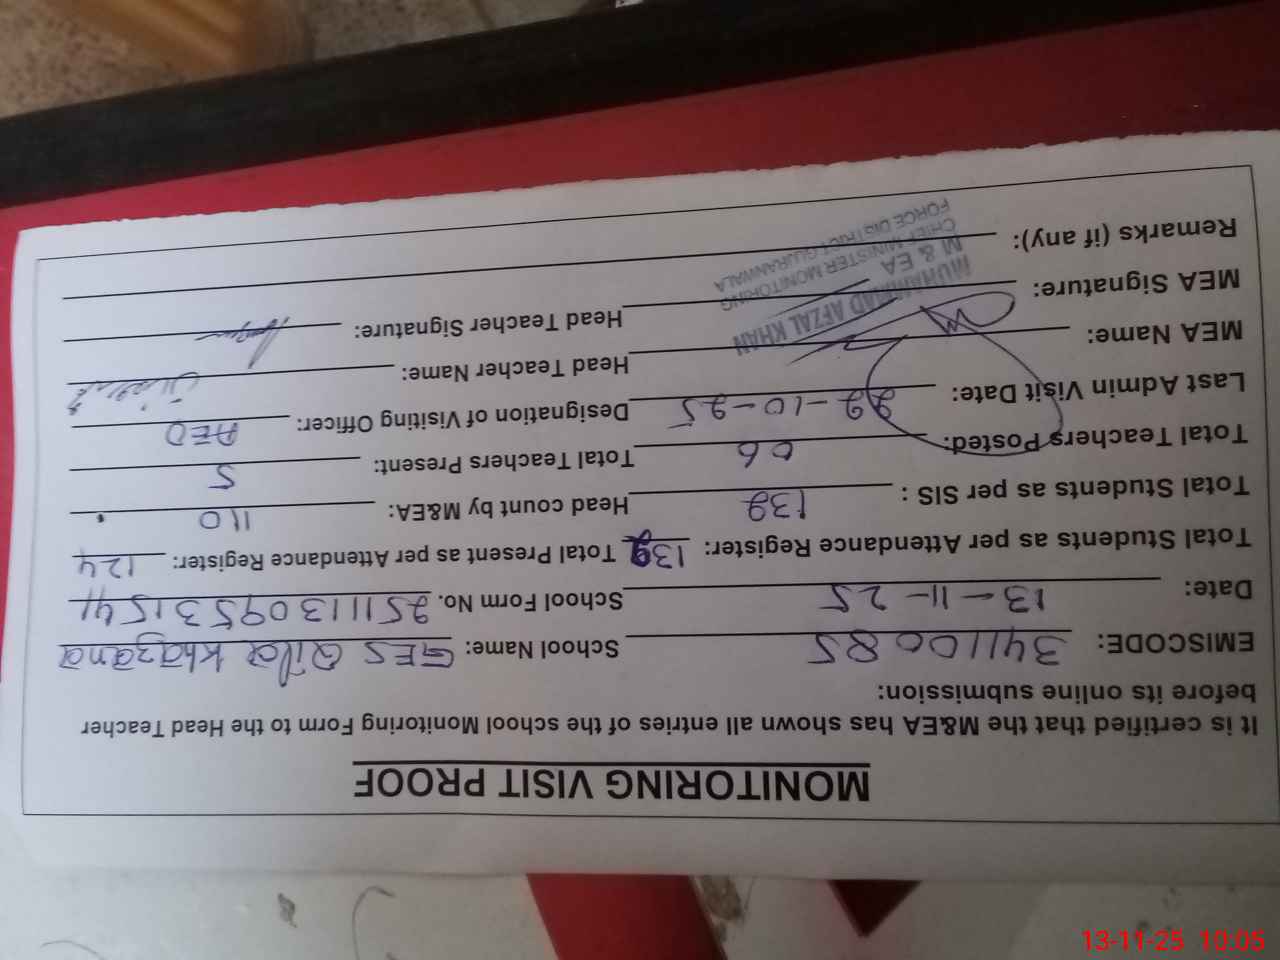 MONITORING VISIT PROOF
It is certified that the M&EA has shown all entries of the school Monitoring Form to the Head Teacher
before its online submission:
EMISCODE: 34110085 School Name: GES Qila Khazana
Date: 13-11-25 School Form No. 25111309531541
Total Students as per Attendance Register: 139 Total Present as per Attendance Register: 124
Total Students as per SIS : 139 Head count by M&EA: 110
Total Teachers Posted: 06 Total Teachers Present: 5
Last Admin Visit Date: 22-10-25 Designation of Visiting Officer: AEO
MEA Name: Head Teacher Name:
MEA Signature: Head Teacher Signature:
Remarks (if any):
MUHAMMAD AFZAL KHAN
M & EA
CHIEF MINISTER MONITORING
FORCE DISTRICT GUJRANWALA
13-11-25 10:05